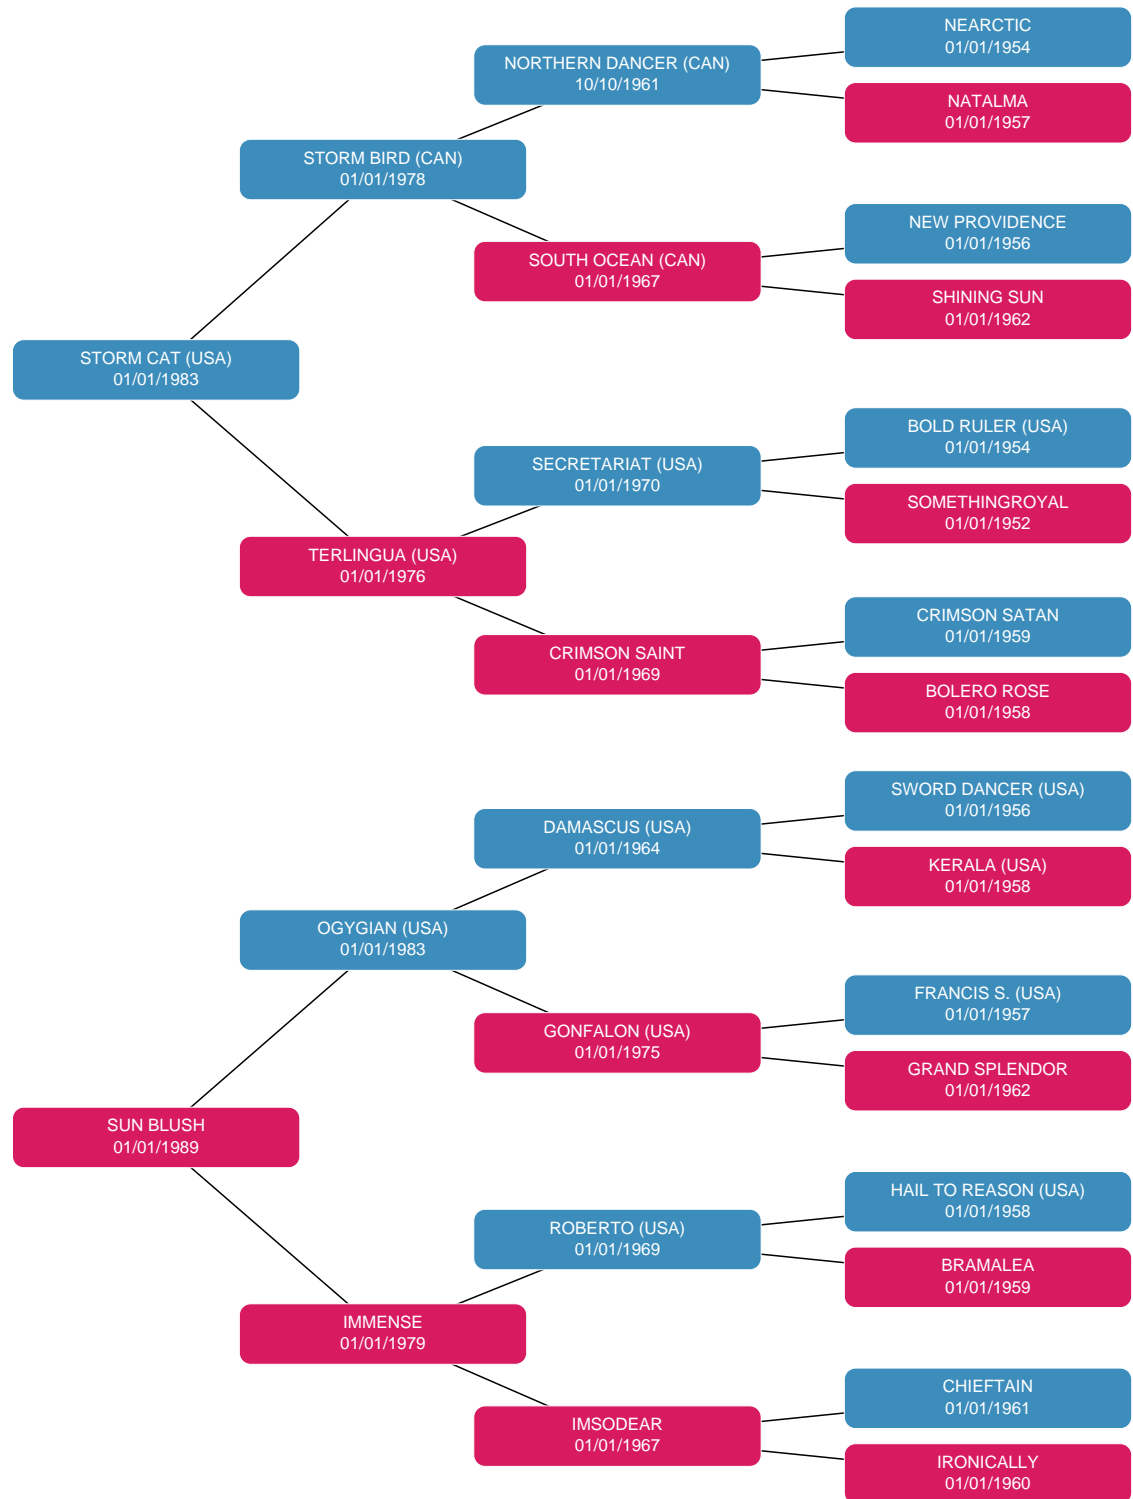 NEARCTIC
01/01/1954
NORTHERN DANCER (CAN)
10/10/1961
NATALMA
01/01/1957
STORM BIRD (CAN)
01/01/1978
NEW PROVIDENCE
01/01/1956
SOUTH OCEAN (CAN)
01/01/1967
SHINING SUN
01/01/1962
STORM CAT (USA)
01/01/1983
BOLD RULER (USA)
01/01/1954
SECRETARIAT (USA)
01/01/1970
SOMETHINGROYAL
01/01/1952
TERLINGUA (USA)
01/01/1976
CRIMSON SATAN
01/01/1959
CRIMSON SAINT
01/01/1969
BOLERO ROSE
01/01/1958
SWORD DANCER (USA)
01/01/1956
DAMASCUS (USA)
01/01/1964
KERALA (USA)
01/01/1958
OGYGIAN (USA)
01/01/1983
FRANCIS S. (USA)
01/01/1957
GONFALON (USA)
01/01/1975
GRAND SPLENDOR
01/01/1962
SUN BLUSH
01/01/1989
HAIL TO REASON (USA)
01/01/1958
ROBERTO (USA)
01/01/1969
BRAMALEA
01/01/1959
IMMENSE
01/01/1979
CHIEFTAIN
01/01/1961
IMSODEAR
01/01/1967
IRONICALLY
01/01/1960